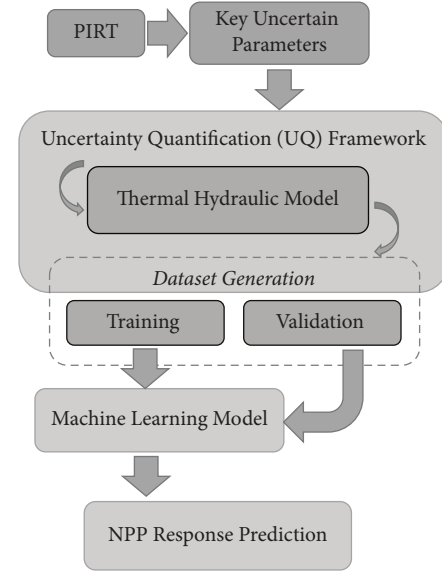 PIRT
Key Uncertain
Parameters
Uncertainty Quantification (UQ) Framework
Thermal Hydraulic Model
Dataset Generation
Training
Validation
Machine Learning Model
NPP Response Prediction